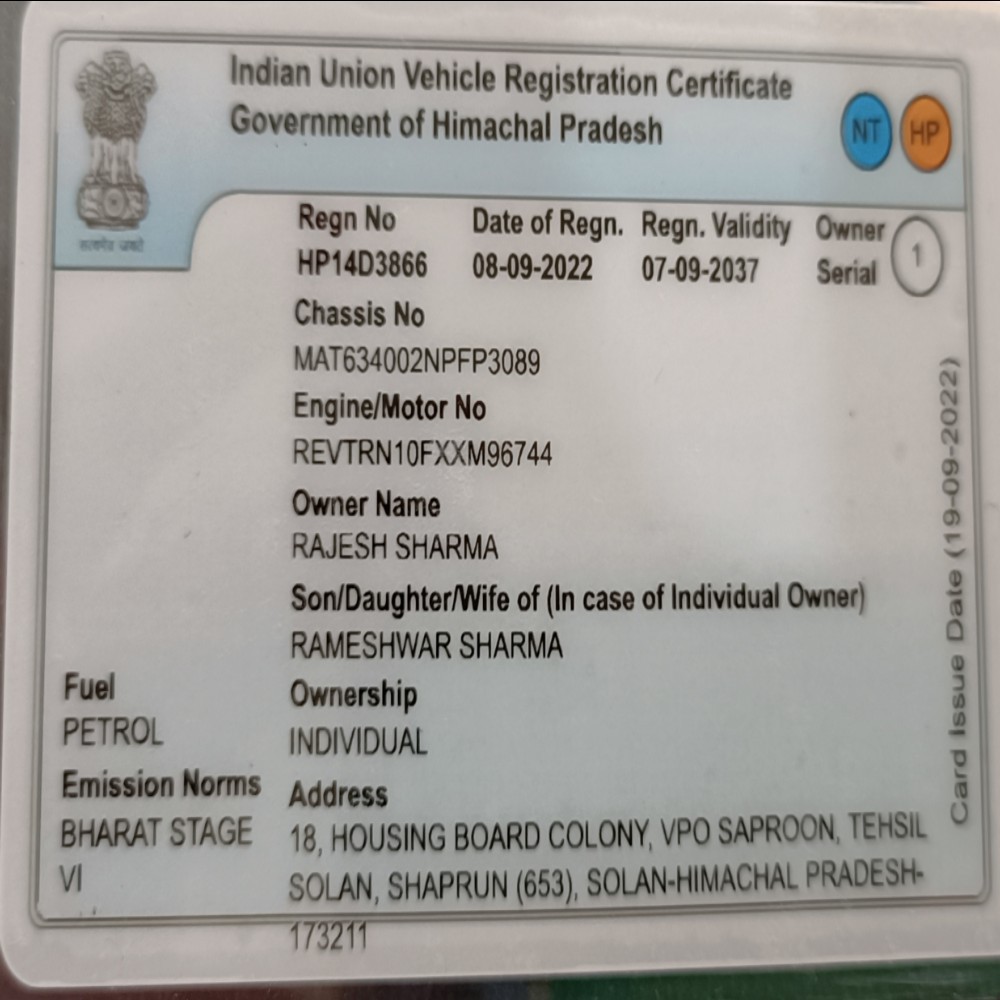 Indian Union Vehicle Registration Certificate
Government of Himachal Pradesh
NT HP
सत्यमेव जयते
Regn No Date of Regn. Regn. Validity Owner Serial 1
HP14D3866 08-09-2022 07-09-2037
Chassis No
MAT634002NPFP3089
Engine/Motor No
REVTRN10FXXM96744
Owner Name
RAJESH SHARMA
Son/Daughter/Wife of (In case of Individual Owner)
RAMESHWAR SHARMA
Fuel
PETROL
Emission Norms
BHARAT STAGE
VI
Ownership
INDIVIDUAL
Address
18, HOUSING BOARD COLONY, VPO SAPROON, TEHSIL
SOLAN, SHAPRUN (653), SOLAN-HIMACHAL PRADESH-
173211
Card Issue Date (19-09-2022)